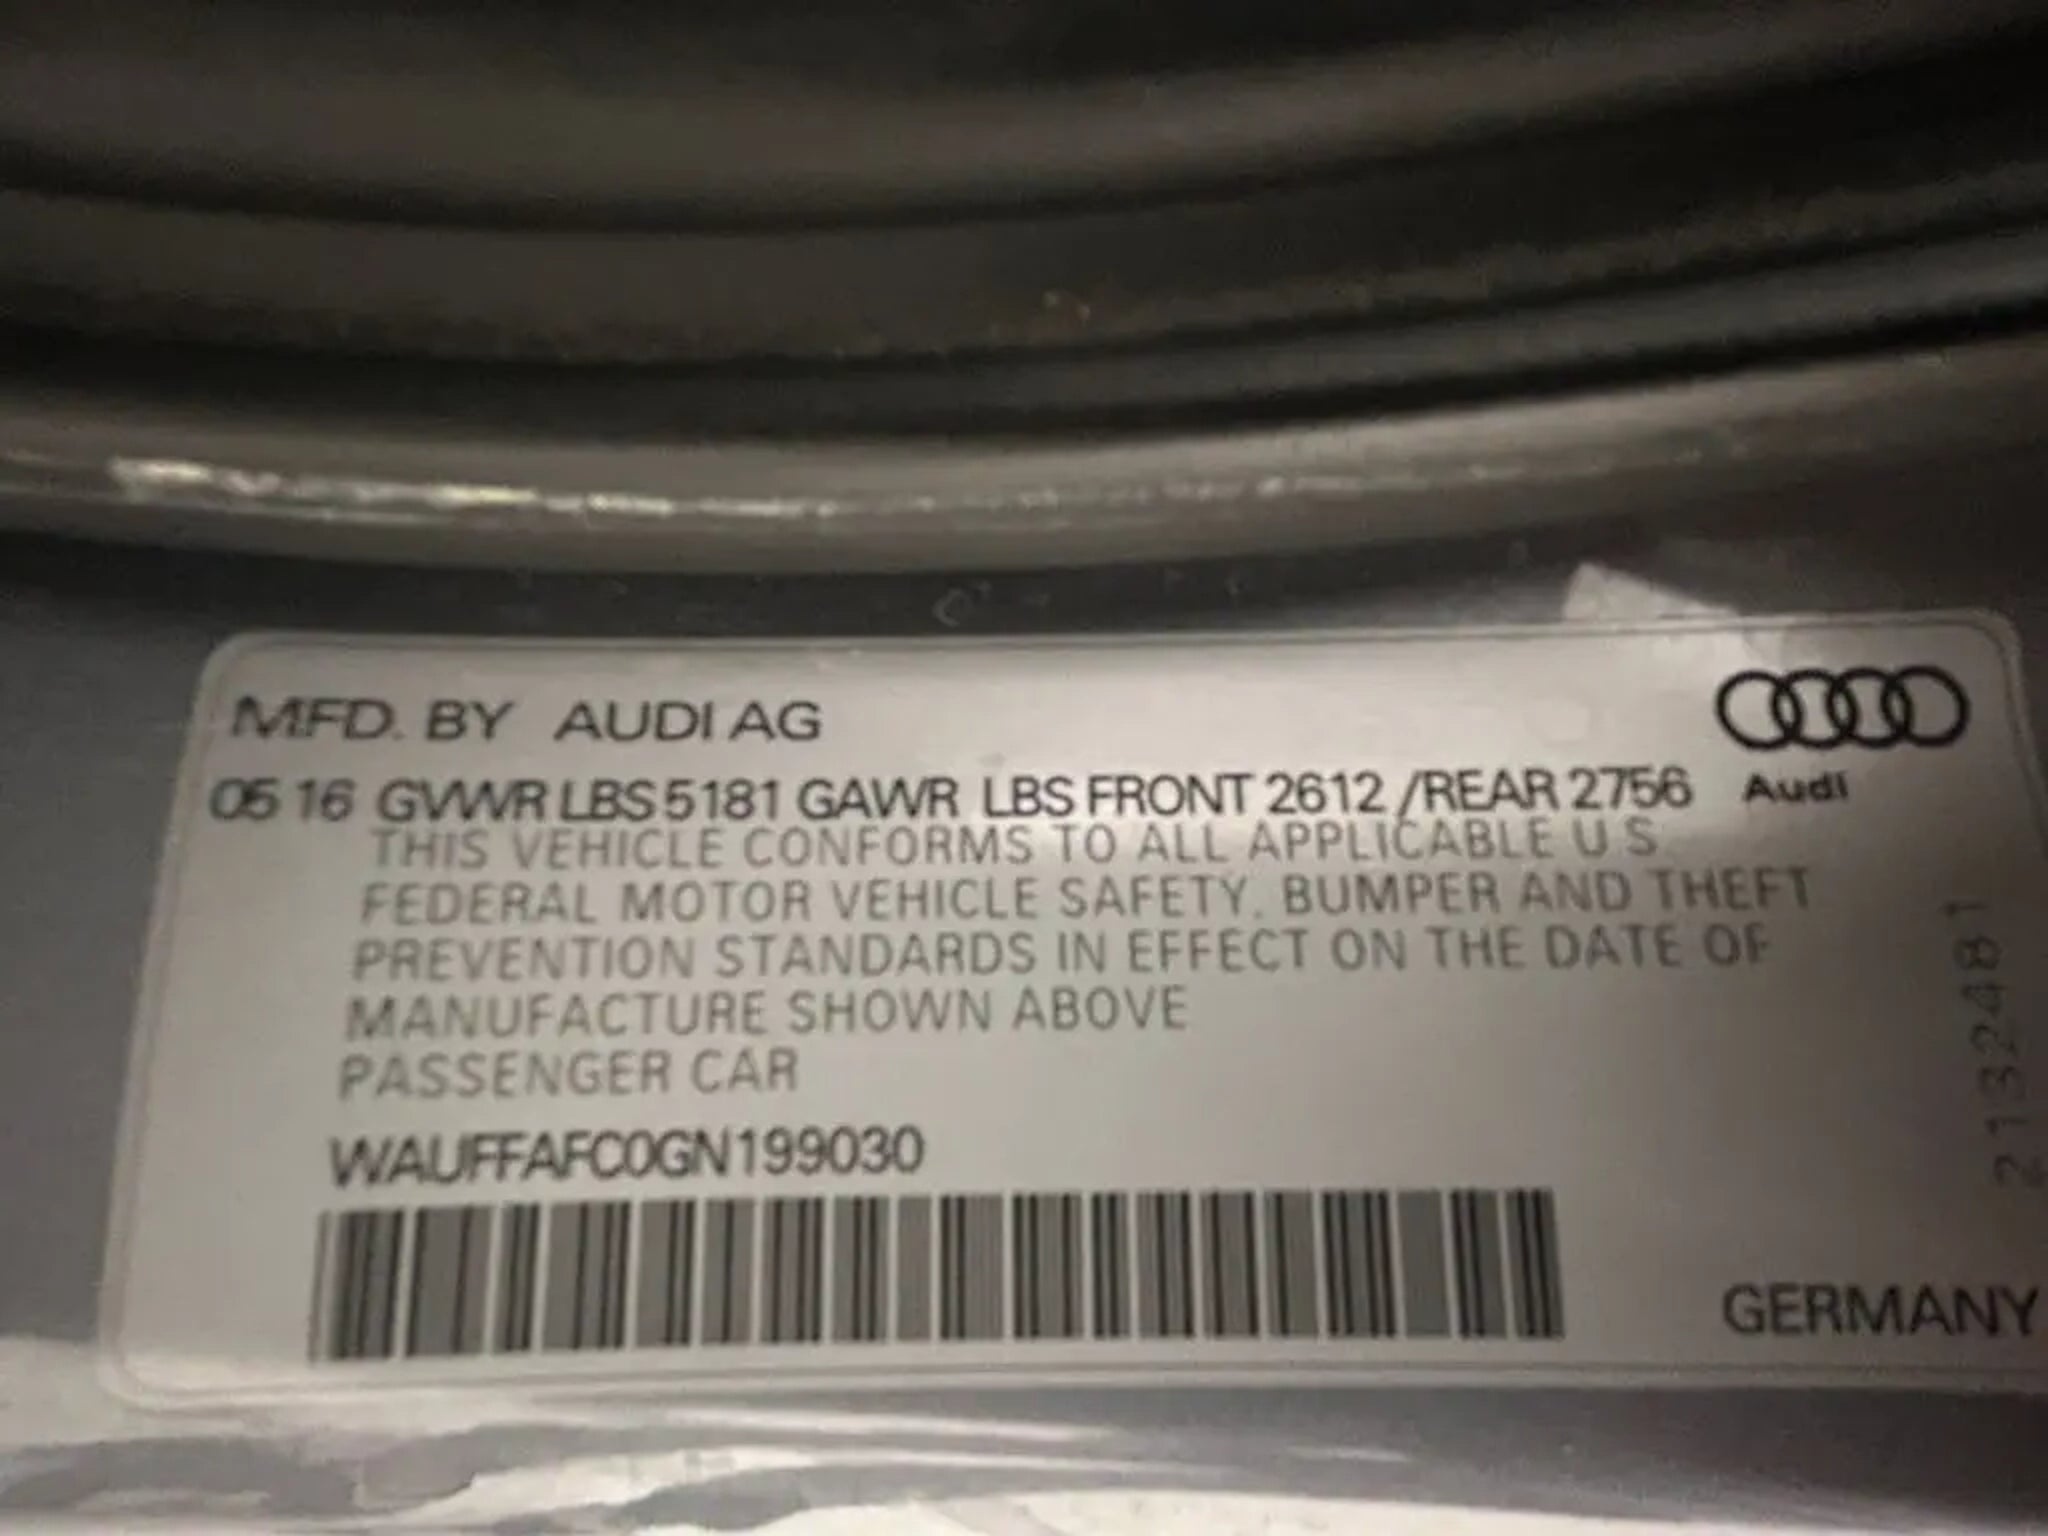 MFD. BY AUDI AG
05 16 GVWR LBS 5181 GAWR LBS FRONT 2612 /REAR 2756
Audi
THIS VEHICLE CONFORMS TO ALL APPLICABLE U.S.
FEDERAL MOTOR VEHICLE SAFETY, BUMPER AND THEFT
PREVENTION STANDARDS IN EFFECT ON THE DATE OF
MANUFACTURE SHOWN ABOVE
PASSENGER CAR
WAUFFAFC0GN199030
GERMANY
2132481